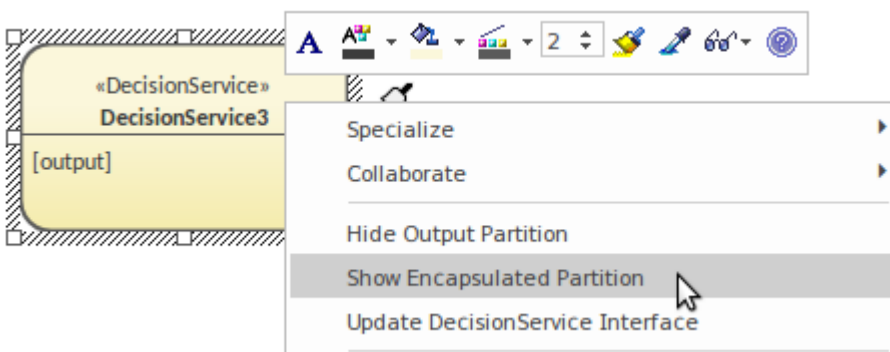 A A 2
«DecisionService»
DecisionService3
[output]
Specialize
Collaborate
Hide Output Partition
Show Encapsulated Partition
Update DecisionService Interface